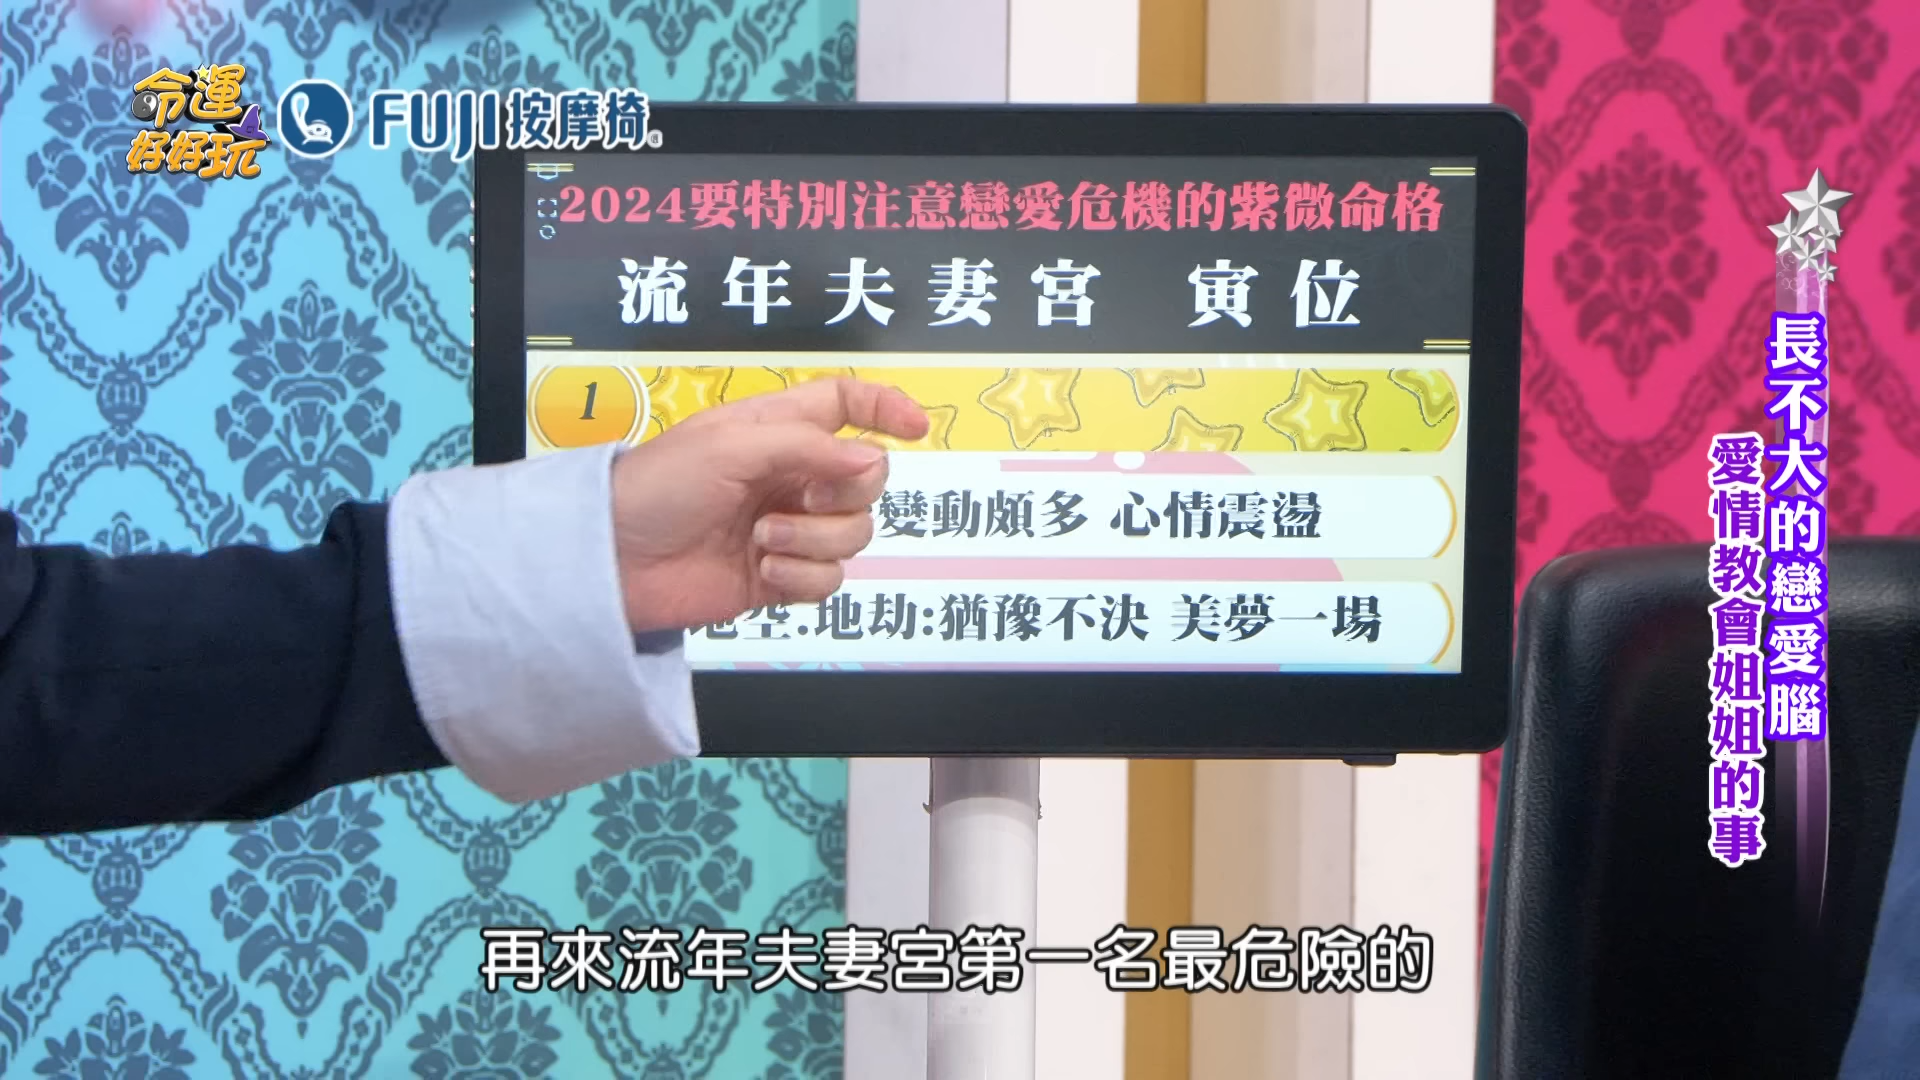 命運
好好玩
FUJI按摩椅
2024要特別注意戀愛危機的紫微命格
流年夫妻宮 寅位
1
變動頗多 心情震盪
地空.地劫:猶豫不決 美夢一場
長不大的戀愛腦
愛情教會姐姐的事
再來流年夫妻宮第一名最危險的